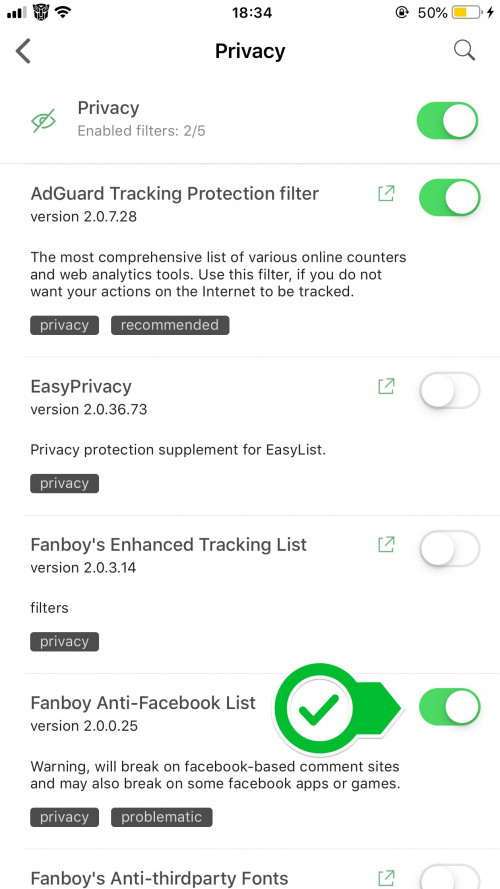 18:34
50%
Privacy
Privacy
Enabled filters: 2/5
AdGuard Tracking Protection filter
version 2.0.7.28
The most comprehensive list of various online counters
and web analytics tools. Use this filter, if you do not
want your actions on the Internet to be tracked.
privacy recommended
EasyPrivacy
version 2.0.36.73
Privacy protection supplement for EasyList.
privacy
Fanboy's Enhanced Tracking List
version 2.0.3.14
filters
privacy
Fanboy Anti-Facebook List
version 2.0.0.25
Warning, will break on facebook-based comment sites
and may also break on some facebook apps or games.
privacy problematic
Fanboy's Anti-thirdparty Fonts